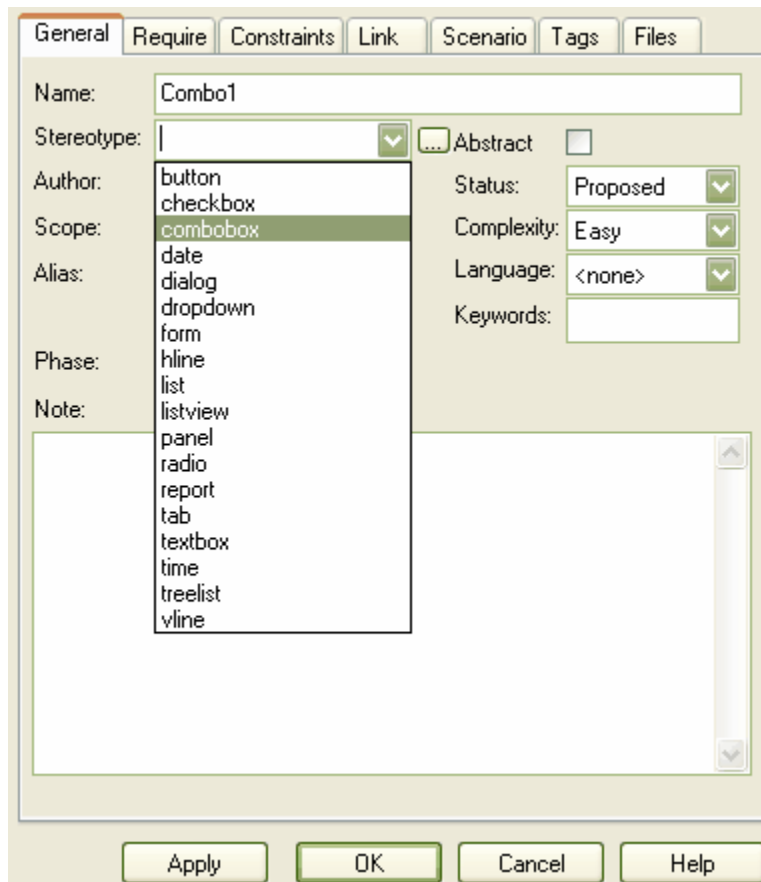 General Require Constraints Link Scenario Tags Files
Name: Combo1
Stereotype: ... Abstract
Author: button Status: Proposed
checkbox
Scope: combobox Complexity: Easy
date
Alias: dialog Language: <none>
dropdown
form Keywords:
Phase: hline
list
Note: listview
panel
radio
report
tab
textbox
time
treelist
vline
Apply OK Cancel Help